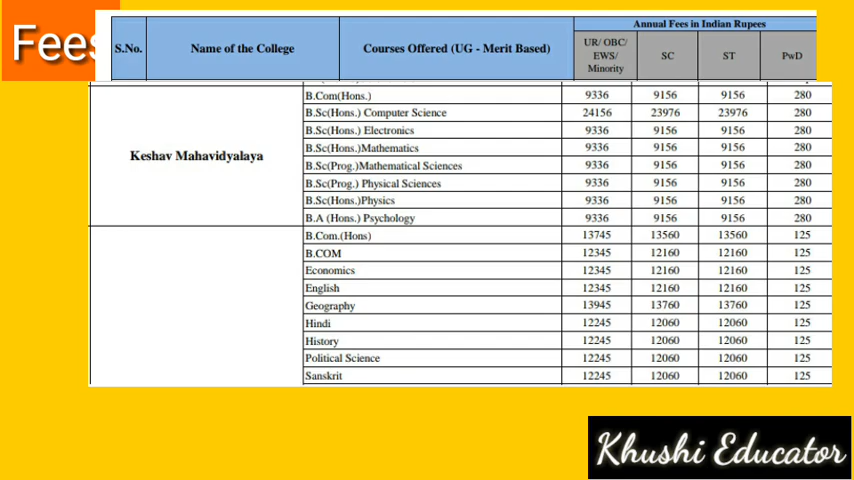 Fees
S.No. Name of the College Courses Offered (UG - Merit Based) Annual Fees in Indian Rupees
UR/ OBC/ EWS/ Minority SC ST PwD
Keshav Mahavidyalaya
B.Com(Hons.) 9336 9156 9156 280
B.Sc(Hons.) Computer Science 24156 23976 23976 280
B.Sc(Hons.) Electronics 9336 9156 9156 280
B.Sc(Hons.)Mathematics 9336 9156 9156 280
B.Sc(Prog.)Mathematical Sciences 9336 9156 9156 280
B.Sc(Prog.) Physical Sciences 9336 9156 9156 280
B.Sc(Hons.)Physics 9336 9156 9156 280
B.A (Hons.) Psychology 9336 9156 9156 280
B.Com.(Hons) 13745 13560 13560 125
B.COM 12345 12160 12160 125
Economics 12345 12160 12160 125
English 12345 12160 12160 125
Geography 13945 13760 13760 125
Hindi 12245 12060 12060 125
History 12245 12060 12060 125
Political Science 12245 12060 12060 125
Sanskrit 12245 12060 12060 125
Khushi Educator